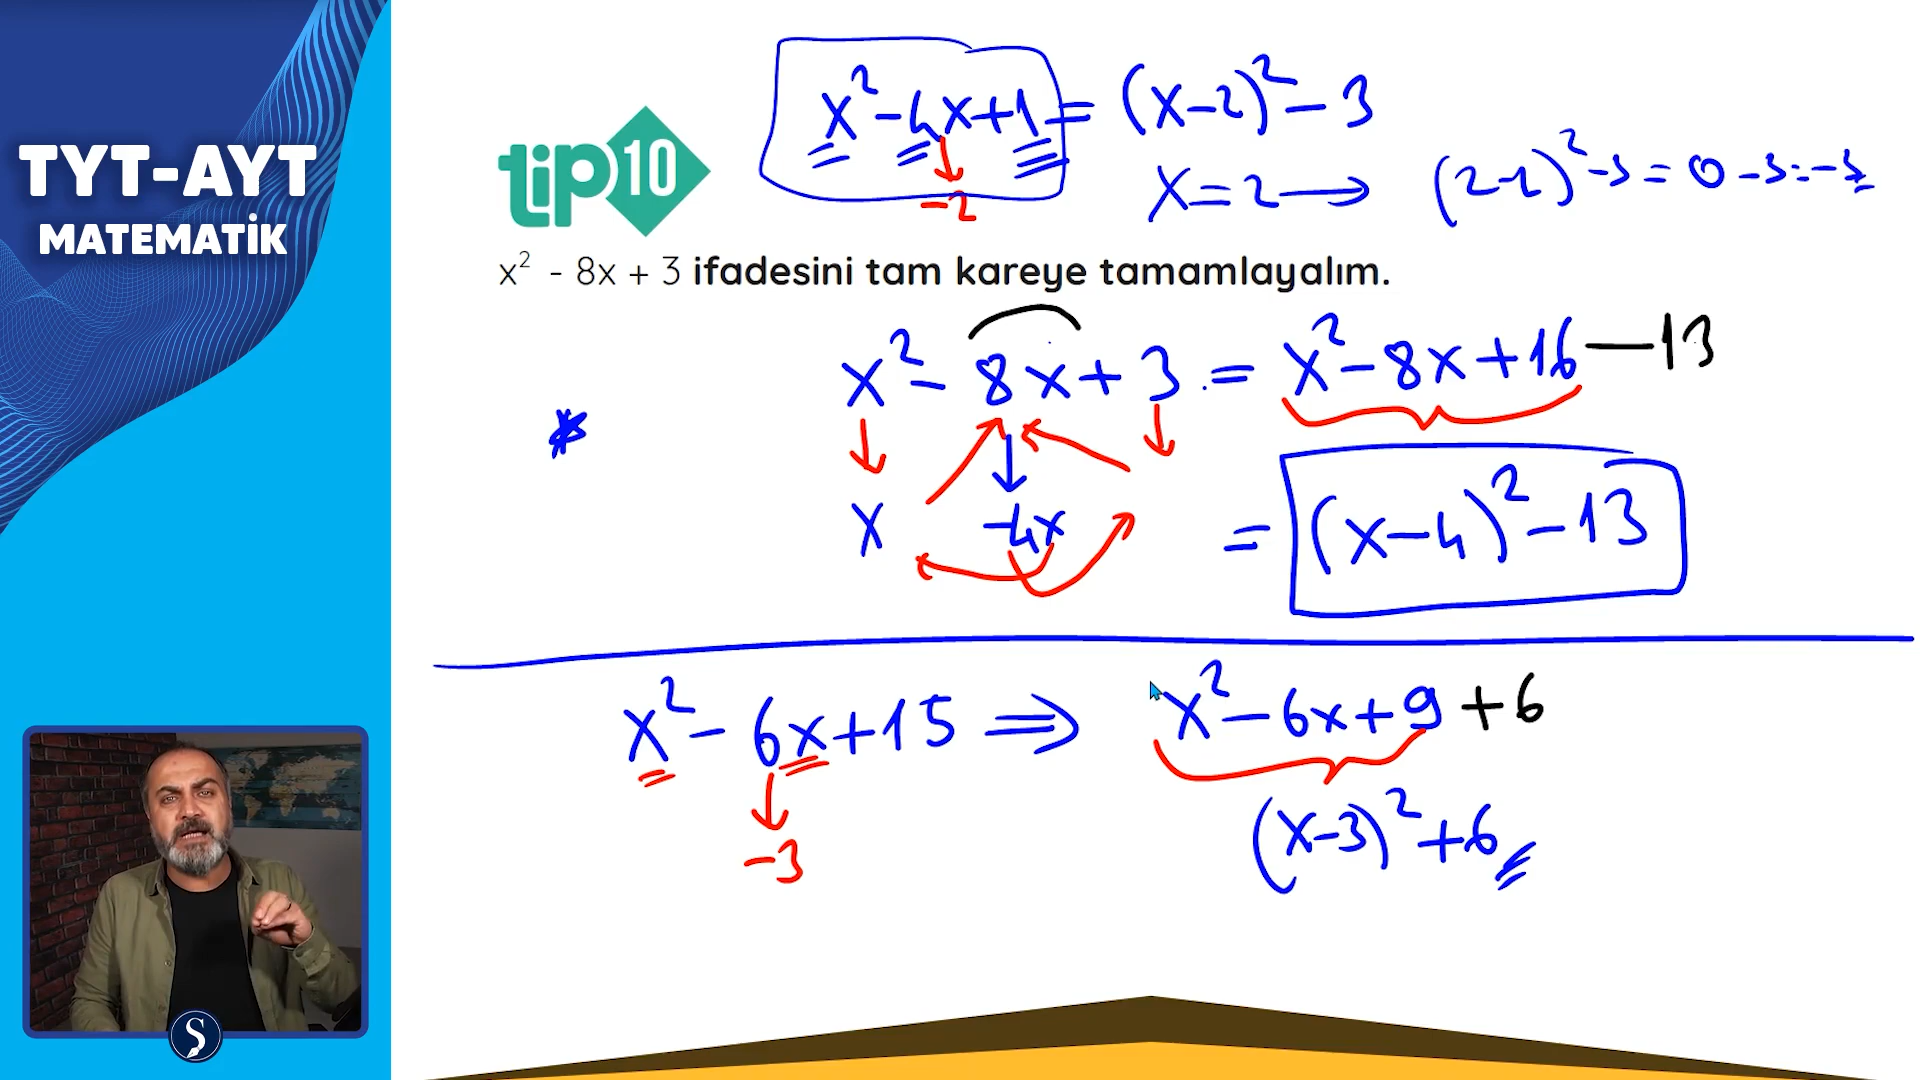 TYT-AYT
MATEMATİK
x² - 4x + 1 = (x-2)² - 3
-2
x = 2 → (2-2)² - 3 = 0 - 3 = -3
tip 10
x² - 8x + 3 ifadesini tam kareye tamamlayalım.
x² - 8x + 3 = x² - 8x + 16 - 13
x -4x
= (x-4)² - 13
x² - 6x + 15 ⇒ x² - 6x + 9 + 6
-3
(x-3)² + 6
S